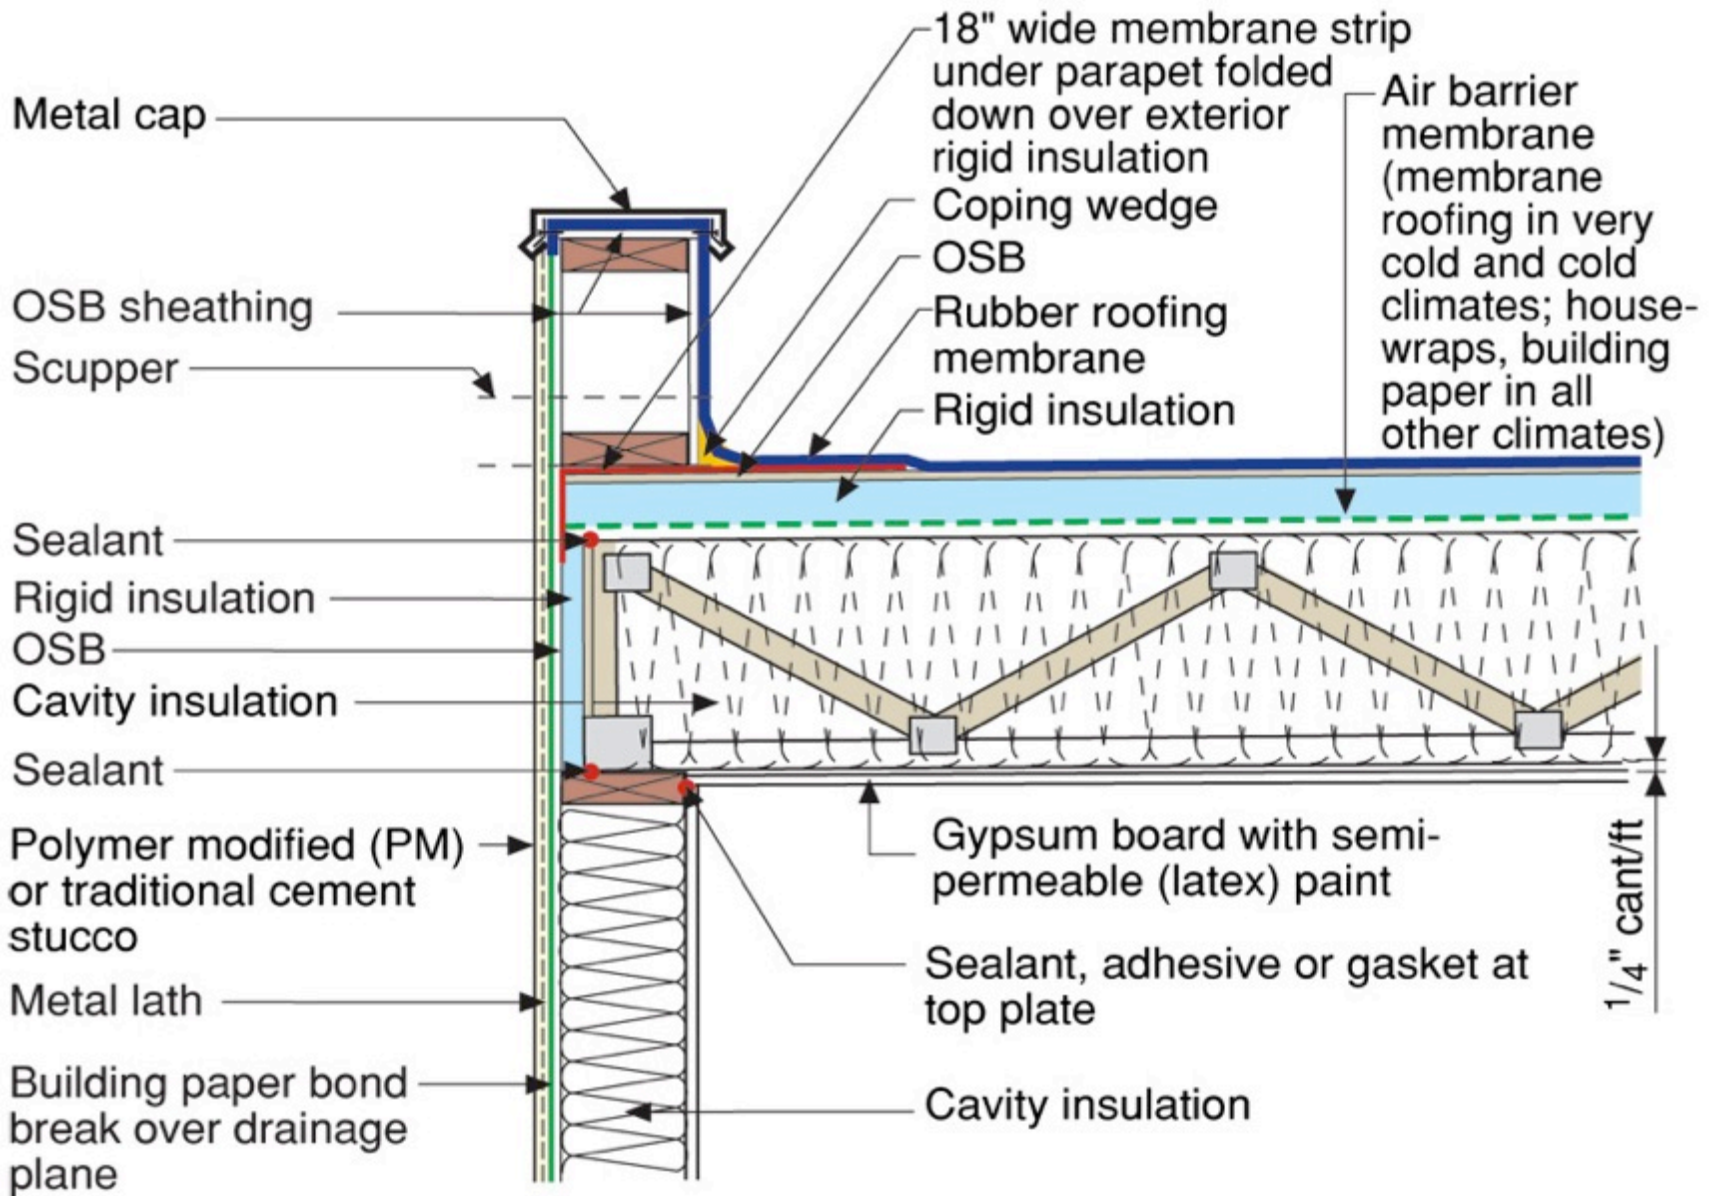 Metal cap
OSB sheathing
Scupper
Sealant
Rigid insulation
OSB
Cavity insulation
Sealant
Polymer modified (PM)
or traditional cement
stucco
Metal lath
Building paper bond
break over drainage
plane
18" wide membrane strip
under parapet folded
down over exterior
rigid insulation
Coping wedge
OSB
Rubber roofing
membrane
Rigid insulation
Air barrier
membrane
(membrane
roofing in very
cold and cold
climates; house-
wraps, building
paper in all
other climates)
Gypsum board with semi-
permeable (latex) paint
Sealant, adhesive or gasket at
top plate
Cavity insulation
1/4" cant/ft